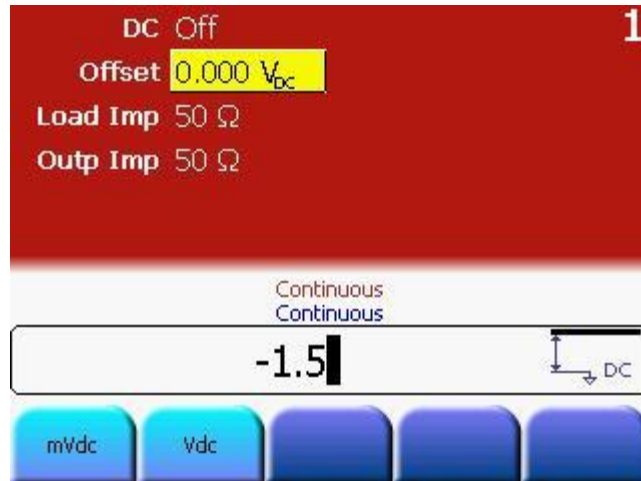 DC Off 1
Offset 0.000 VDC
Load Imp 50 Ω
Outp Imp 50 Ω
Continuous
Continuous
-1.5
DC
mVdc Vdc